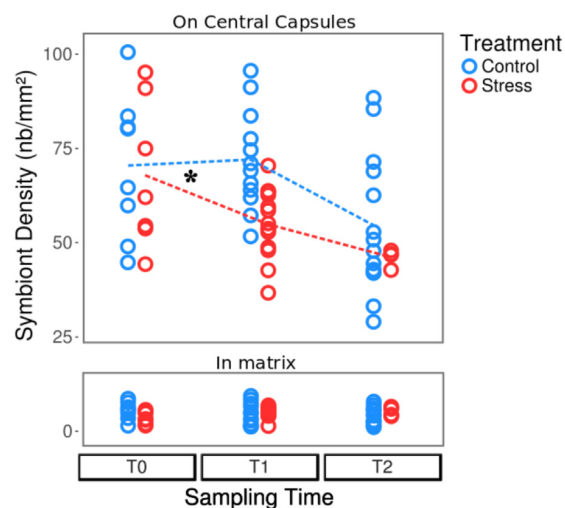 On Central Capsules
Treatment
Control
Stress
Symbiont Density (nb/mm²)
100-
75-
50-
25-
*
In matrix
0-
T0 T1 T2
Sampling Time